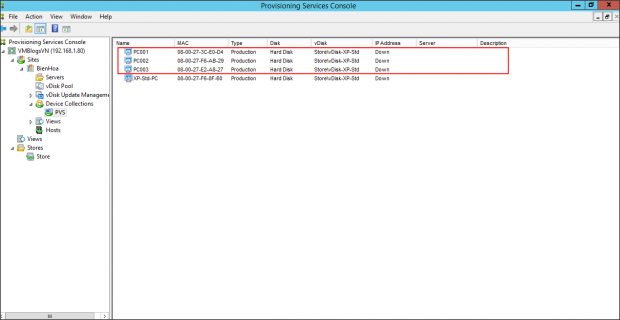 Provisioning Services Console
File Action View Window Help
Provisioning Services Console
VMBlogsVN (192.168.1.80)
Sites
BienHoa
Servers
vDisk Pool
vDisk Update Manageme
Device Collections
PVS
Views
Hosts
Views
Stores
Store
Name MAC Type Disk vDisk IP Address Server Description
PC001 08-00-27-3C-E0-D4 Production Hard Disk Store\vDisk-XP-Std Down
PC002 08-00-27-F6-AB-29 Production Hard Disk Store\vDisk-XP-Std Down
PC003 08-00-27-E2-A8-27 Production Hard Disk Store\vDisk-XP-Std Down
XP-Std-PC 08-00-27-F6-6F-60 Production Hard Disk Store\vDisk-XP-Std Down